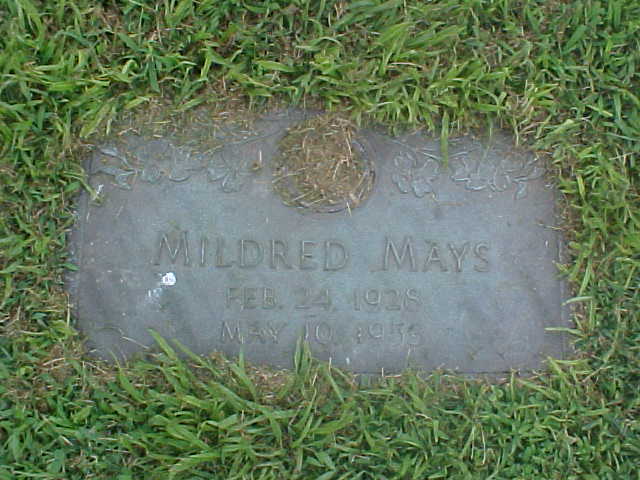 MILDRED MAYS
FEB. 24, 1928
MAY 10,